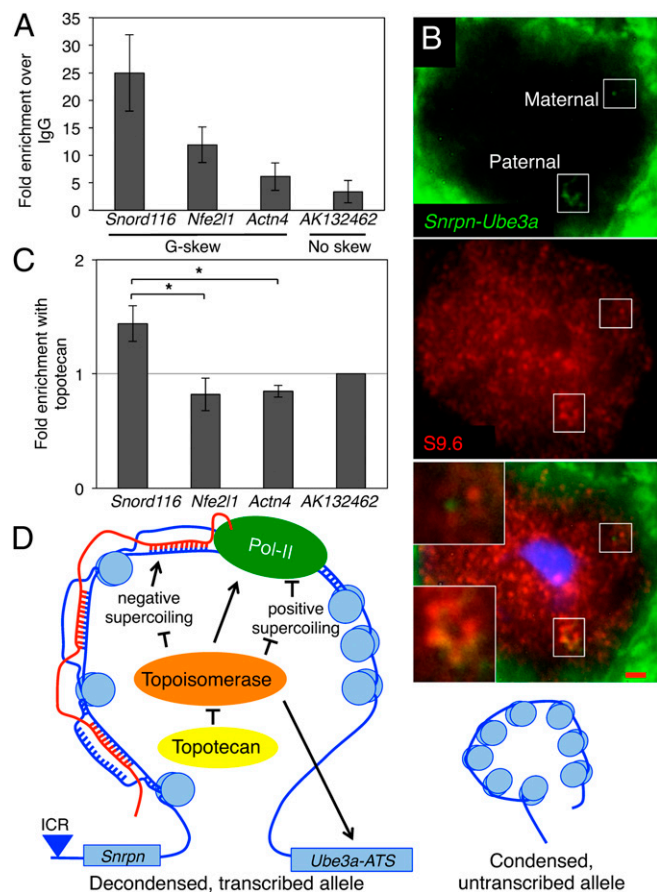 A
Fold enrichment over
IgG
35
30
25
20
15
10
5
0
Snord116 Nfe2l1 Actn4 AK132462
G-skew No skew
B
Maternal
Paternal
Snrpn-Ube3a
S9.6
C
Fold enrichment with
topotecan
2
1
0
* *
Snord116 Nfe2l1 Actn4 AK132462
D
Pol-II
negative
supercoiling
positive
supercoiling
Topoisomerase
Topotecan
ICR
Snrpn
Ube3a-ATS
Decondensed, transcribed allele
Condensed,
untranscribed allele